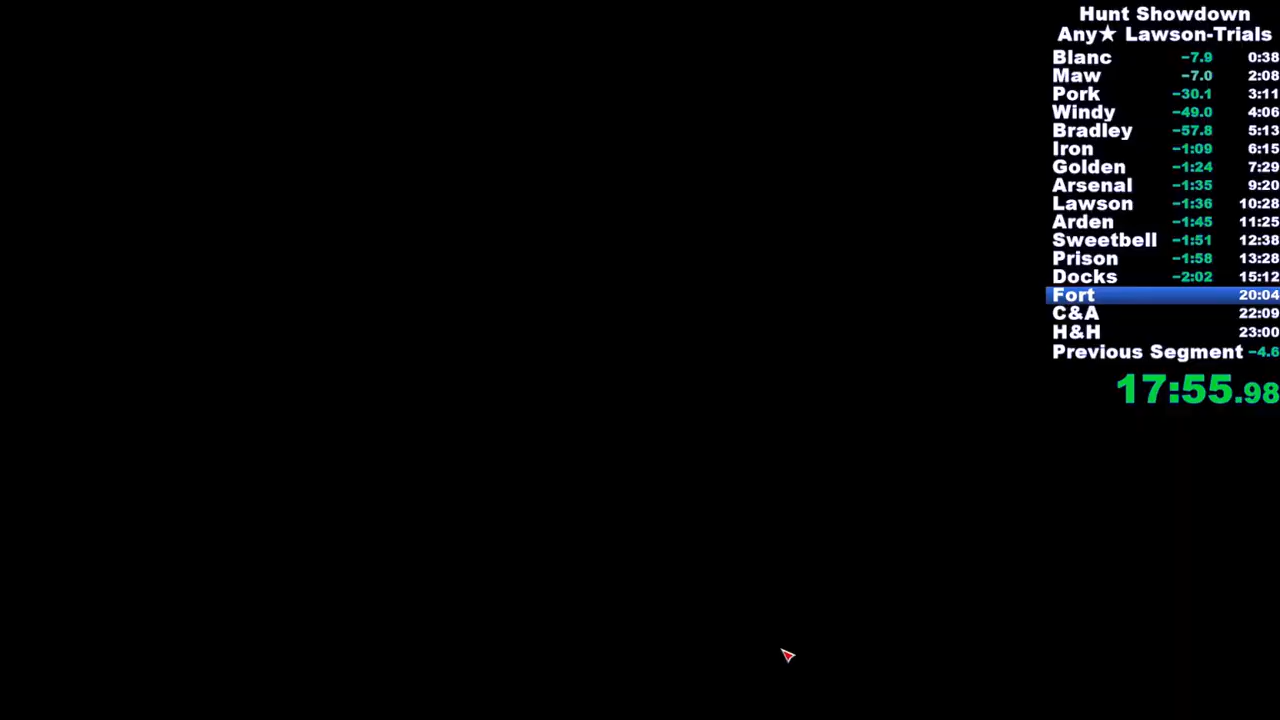 Hunt Showdown
Any★ Lawson-Trials
Blanc −7.9 0:38
Maw −7.0 2:08
Pork −30.1 3:11
Windy −49.0 4:06
Bradley −57.8 5:13
Iron −1:09 6:15
Golden −1:24 7:29
Arsenal −1:35 9:20
Lawson −1:36 10:28
Arden −1:45 11:25
Sweetbell −1:51 12:38
Prison −1:58 13:28
Docks −2:02 15:12
Fort 20:04
C&A 22:09
H&H 23:00
Previous Segment −4.6
17:55.98